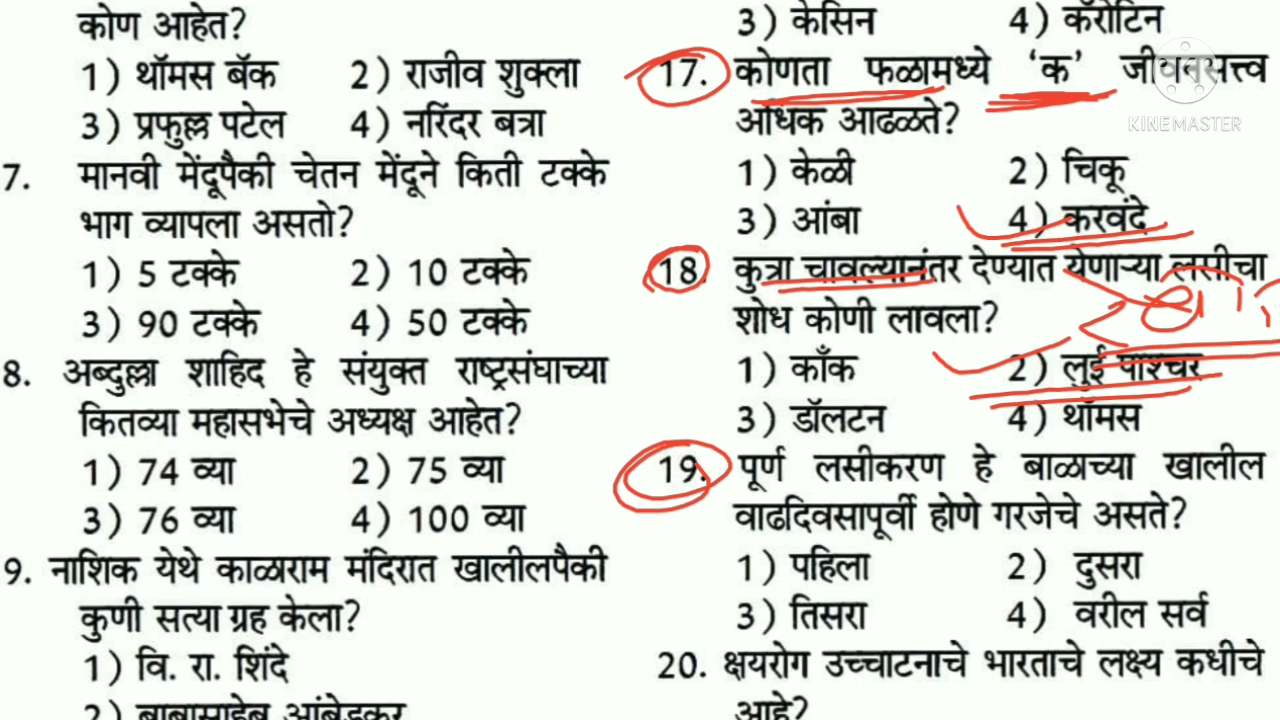 कोण आहेत?
1) थॉमस बॅक 2) राजीव शुक्ला
3) प्रफुल्ल पटेल 4) नरिंदर बत्रा
7. मानवी मेंदूपैकी चेतन मेंदूने किती टक्के
भाग व्यापला असतो?
1) 5 टक्के 2) 10 टक्के
3) 90 टक्के 4) 50 टक्के
8. अब्दुल्ला शाहिद हे संयुक्त राष्ट्रसंघाच्या
कितव्या महासभेचे अध्यक्ष आहेत?
1) 74 व्या 2) 75 व्या
3) 76 व्या 4) 100 व्या
9. नाशिक येथे काळाराम मंदिरात खालीलपैकी
कुणी सत्या ग्रह केला?
1) वि. रा. शिंदे
2) बाबासाहेब आंबेडकर
3) केसिन 4) कॅरोटिन
17. कोणता फळामध्ये ‘क’ जीवनसत्त्व
अधिक आढळते?
1) केळी 2) चिकू
3) आंबा 4) करवंदे
18. कुत्रा चावल्यानंतर देण्यात येणाऱ्या लसीचा
शोध कोणी लावला?
1) काँक 2) लुई पाश्चर
3) डॉलटन 4) थॉमस
19. पूर्ण लसीकरण हे बाळाच्या खालील
वाढदिवसापूर्वी होणे गरजेचे असते?
1) पहिला 2) दुसरा
3) तिसरा 4) वरील सर्व
20. क्षयरोग उच्चाटनाचे भारताचे लक्ष्य कधीचे
आहे?
KINEMASTER